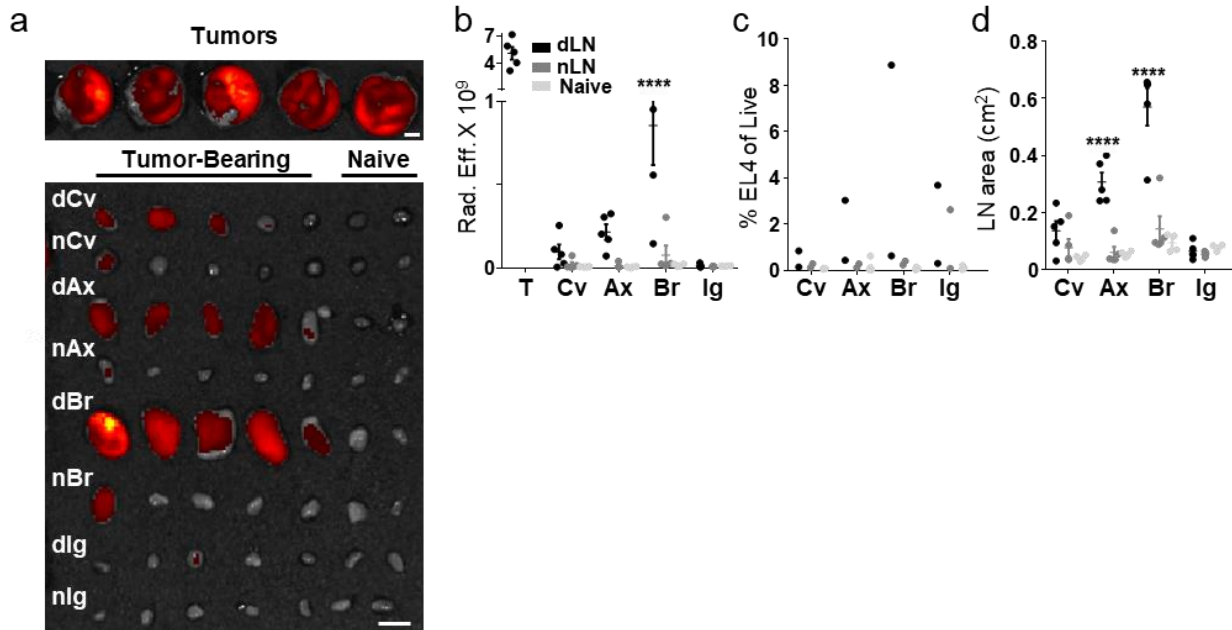 a
Tumors
Tumor-Bearing Naive
dCv
nCv
dAx
nAx
dBr
nBr
dIg
nIg
b
Rad. Eff. X 10⁹
7
4
1
0
dLN
nLN
Naive
****
T Cv Ax Br Ig
c
% EL4 of Live
10
8
6
4
2
0
Cv Ax Br Ig
d
LN area (cm²)
0.8
0.6
0.4
0.2
0
****
****
Cv Ax Br Ig